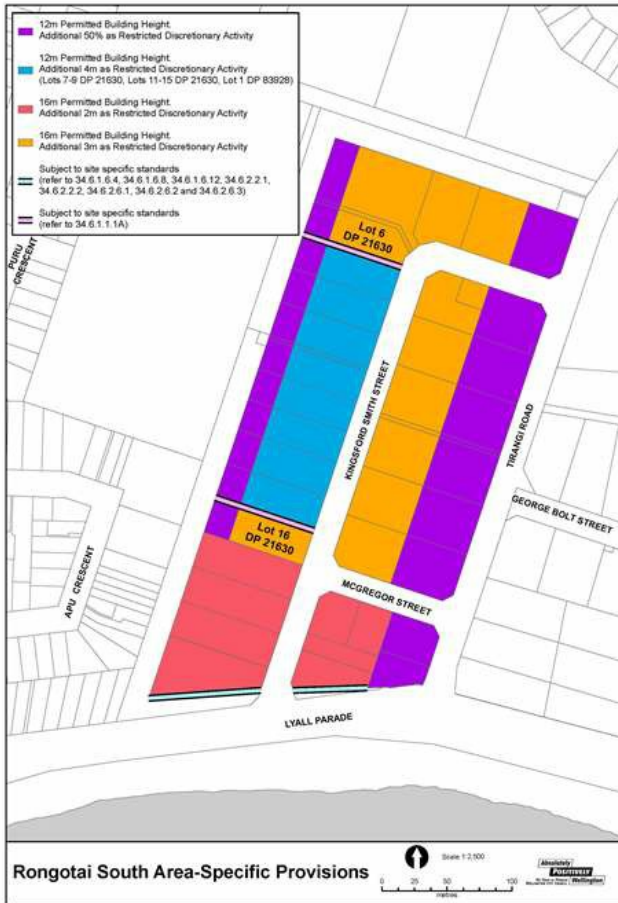 12m Permitted Building Height.
Additional 50% as Restricted Discretionary Activity
12m Permitted Building Height.
Additional 4m as Restricted Discretionary Activity
(Lots 7-9 DP 21630, Lots 11-15 DP 21630, Lot 1 DP 83928)
16m Permitted Building Height.
Additional 2m as Restricted Discretionary Activity
16m Permitted Building Height.
Additional 3m as Restricted Discretionary Activity
Subject to site specific standards
(refer to 34.6.1.6.4, 34.6.1.6.8, 34.6.1.6.12, 34.6.2.2.1,
34.6.2.2.2, 34.6.2.6.1, 34.6.2.6.2 and 34.6.2.6.3)
Subject to site specific standards
(refer to 34.6.1.1.1A)
PURU
CRESCENT
Lot 6
DP 21630
KINGSFORD SMITH STREET
TIRANGI ROAD
GEORGE BOLT STREET
Lot 16
DP 21630
APU CRESCENT
MCGREGOR STREET
LYALL PARADE
Rongotai South Area-Specific Provisions
Scale 1:2,500
0 25 50 100
metres
Absolutely
POSITIVELY
Wellington